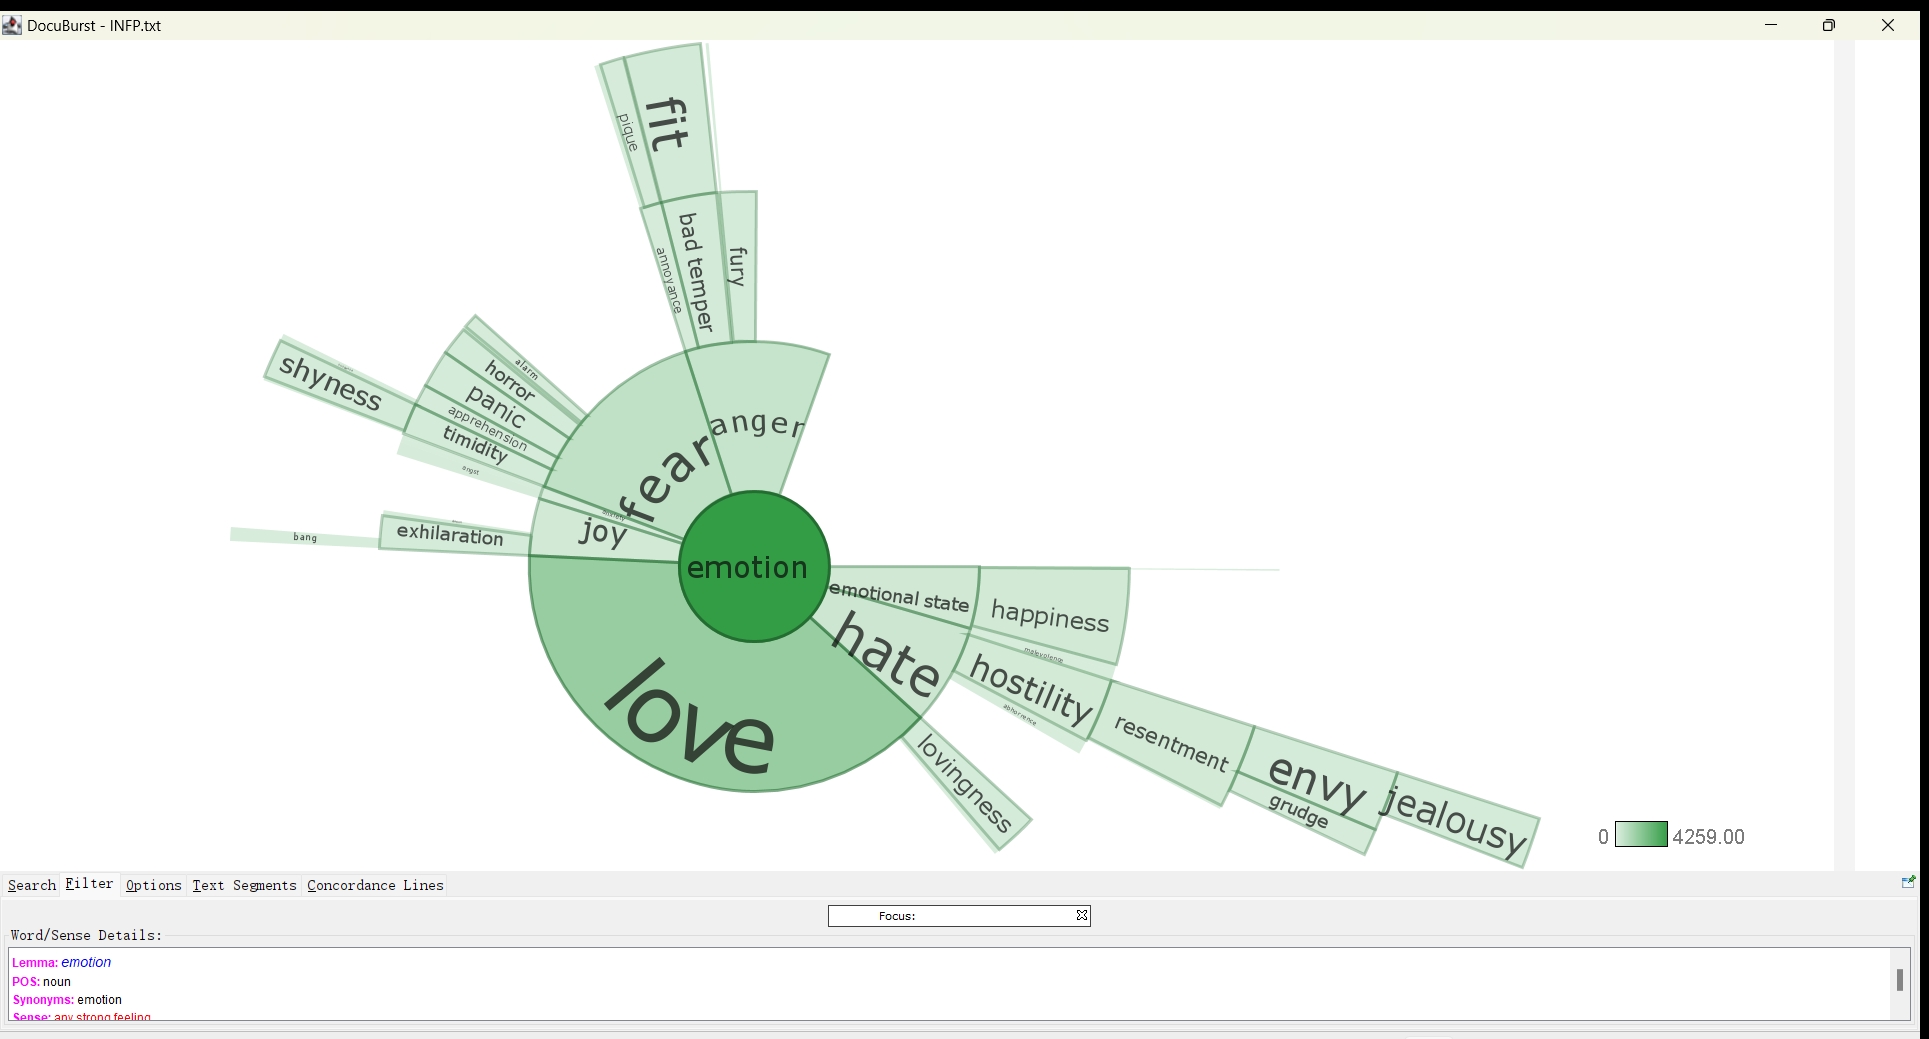 DocuBurst - INFP.txt
pique
fit
annoyance
bad temper
fury
alarm
horror
panic
apprehension
timidity
shyness
angst
anger
fear
anxiety
joy
exhilaration
bang
emotion
emotional state
happiness
hate
malevolence
hostility
abhorrence
resentment
envy
grudge
jealousy
love
lovingness
0
4259.00
Search Filter Options Text Segments Concordance Lines
Focus:
Word/Sense Details:
Lemma: emotion
POS: noun
Synonyms: emotion
Sense: any strong feeling